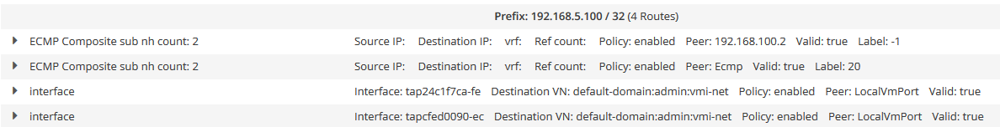 Prefix: 192.168.5.100 / 32 (4 Routes)
ECMP Composite sub nh count: 2 Source IP: Destination IP: vrf: Ref count: Policy: enabled Peer: 192.168.100.2 Valid: true Label: -1
ECMP Composite sub nh count: 2 Source IP: Destination IP: vrf: Ref count: Policy: enabled Peer: Ecmp Valid: true Label: 20
interface Interface: tap24c1f7ca-fe Destination VN: default-domain:admin:vmi-net Policy: enabled Peer: LocalVmPort Valid: true
interface Interface: tapcfed0090-ec Destination VN: default-domain:admin:vmi-net Policy: enabled Peer: LocalVmPort Valid: true